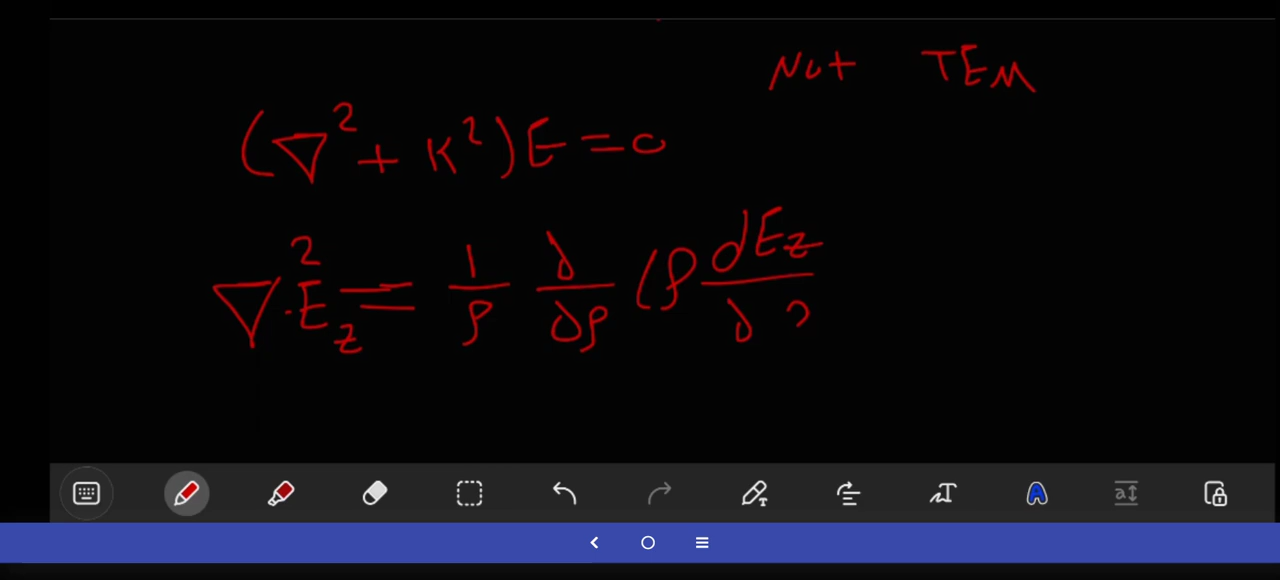 Not TEM
(∇² + K²)E = 0
∇².E_z = 1/ρ ∂/∂ρ (ρ ∂E_z/∂